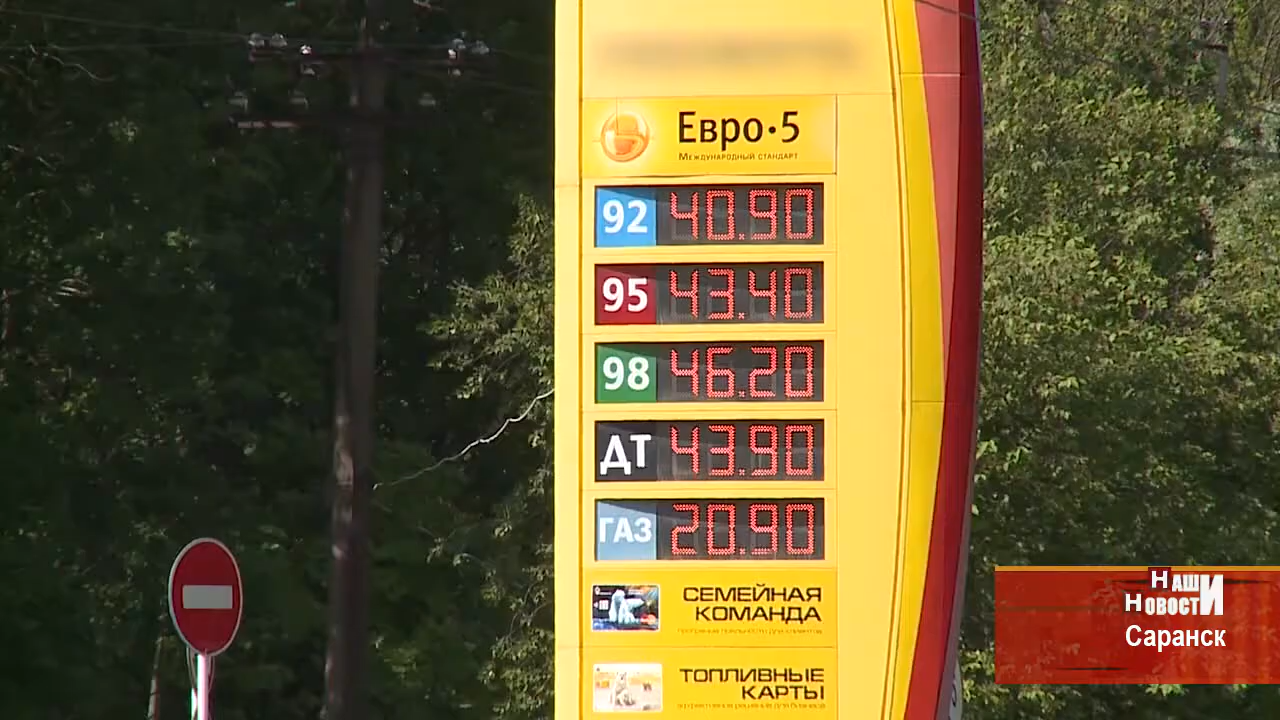 Евро•5
Международный стандарт
92 40.90
95 43.40
98 46.20
ДТ 43.90
ГАЗ 20.90
СЕМЕЙНАЯ
КОМАНДА
ТОПЛИВНЫЕ
КАРТЫ
Наши
Новости
Саранск